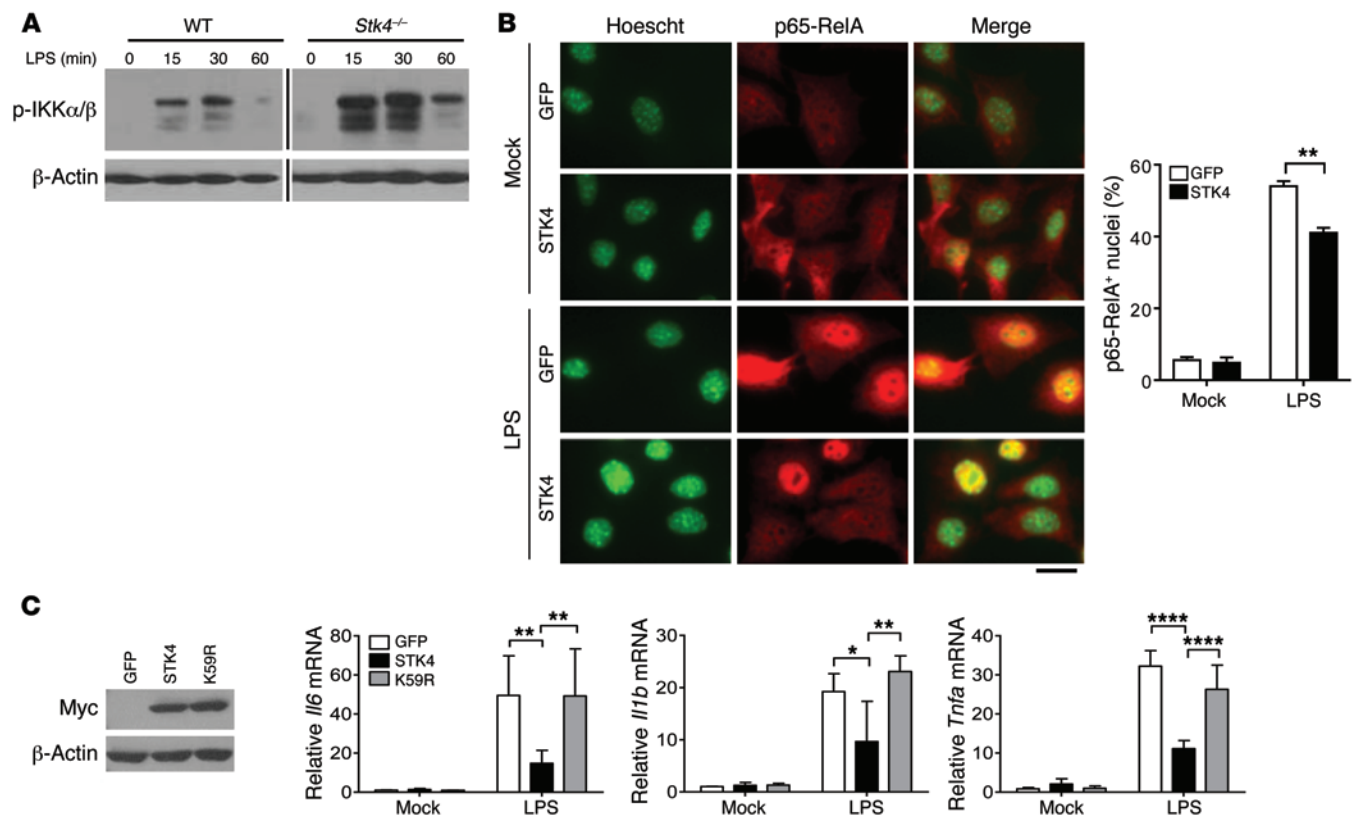 A
WT Stk4–/–
LPS (min) 0 15 30 60 0 15 30 60
p-IKKα/β
β-Actin
B
Hoescht p65-RelA Merge
Mock
GFP
STK4
LPS
GFP
STK4
p65-RelA+ nuclei (%)
60
40
20
0
GFP
STK4
**
Mock LPS
C
GFP STK4 K59R
Myc
β-Actin
Relative Il6 mRNA
80
60
40
20
0
GFP
STK4
K59R
** **
Mock LPS
Relative Il1b mRNA
30
20
10
0
* **
Mock LPS
Relative Tnfa mRNA
40
30
20
10
0
**** ****
Mock LPS